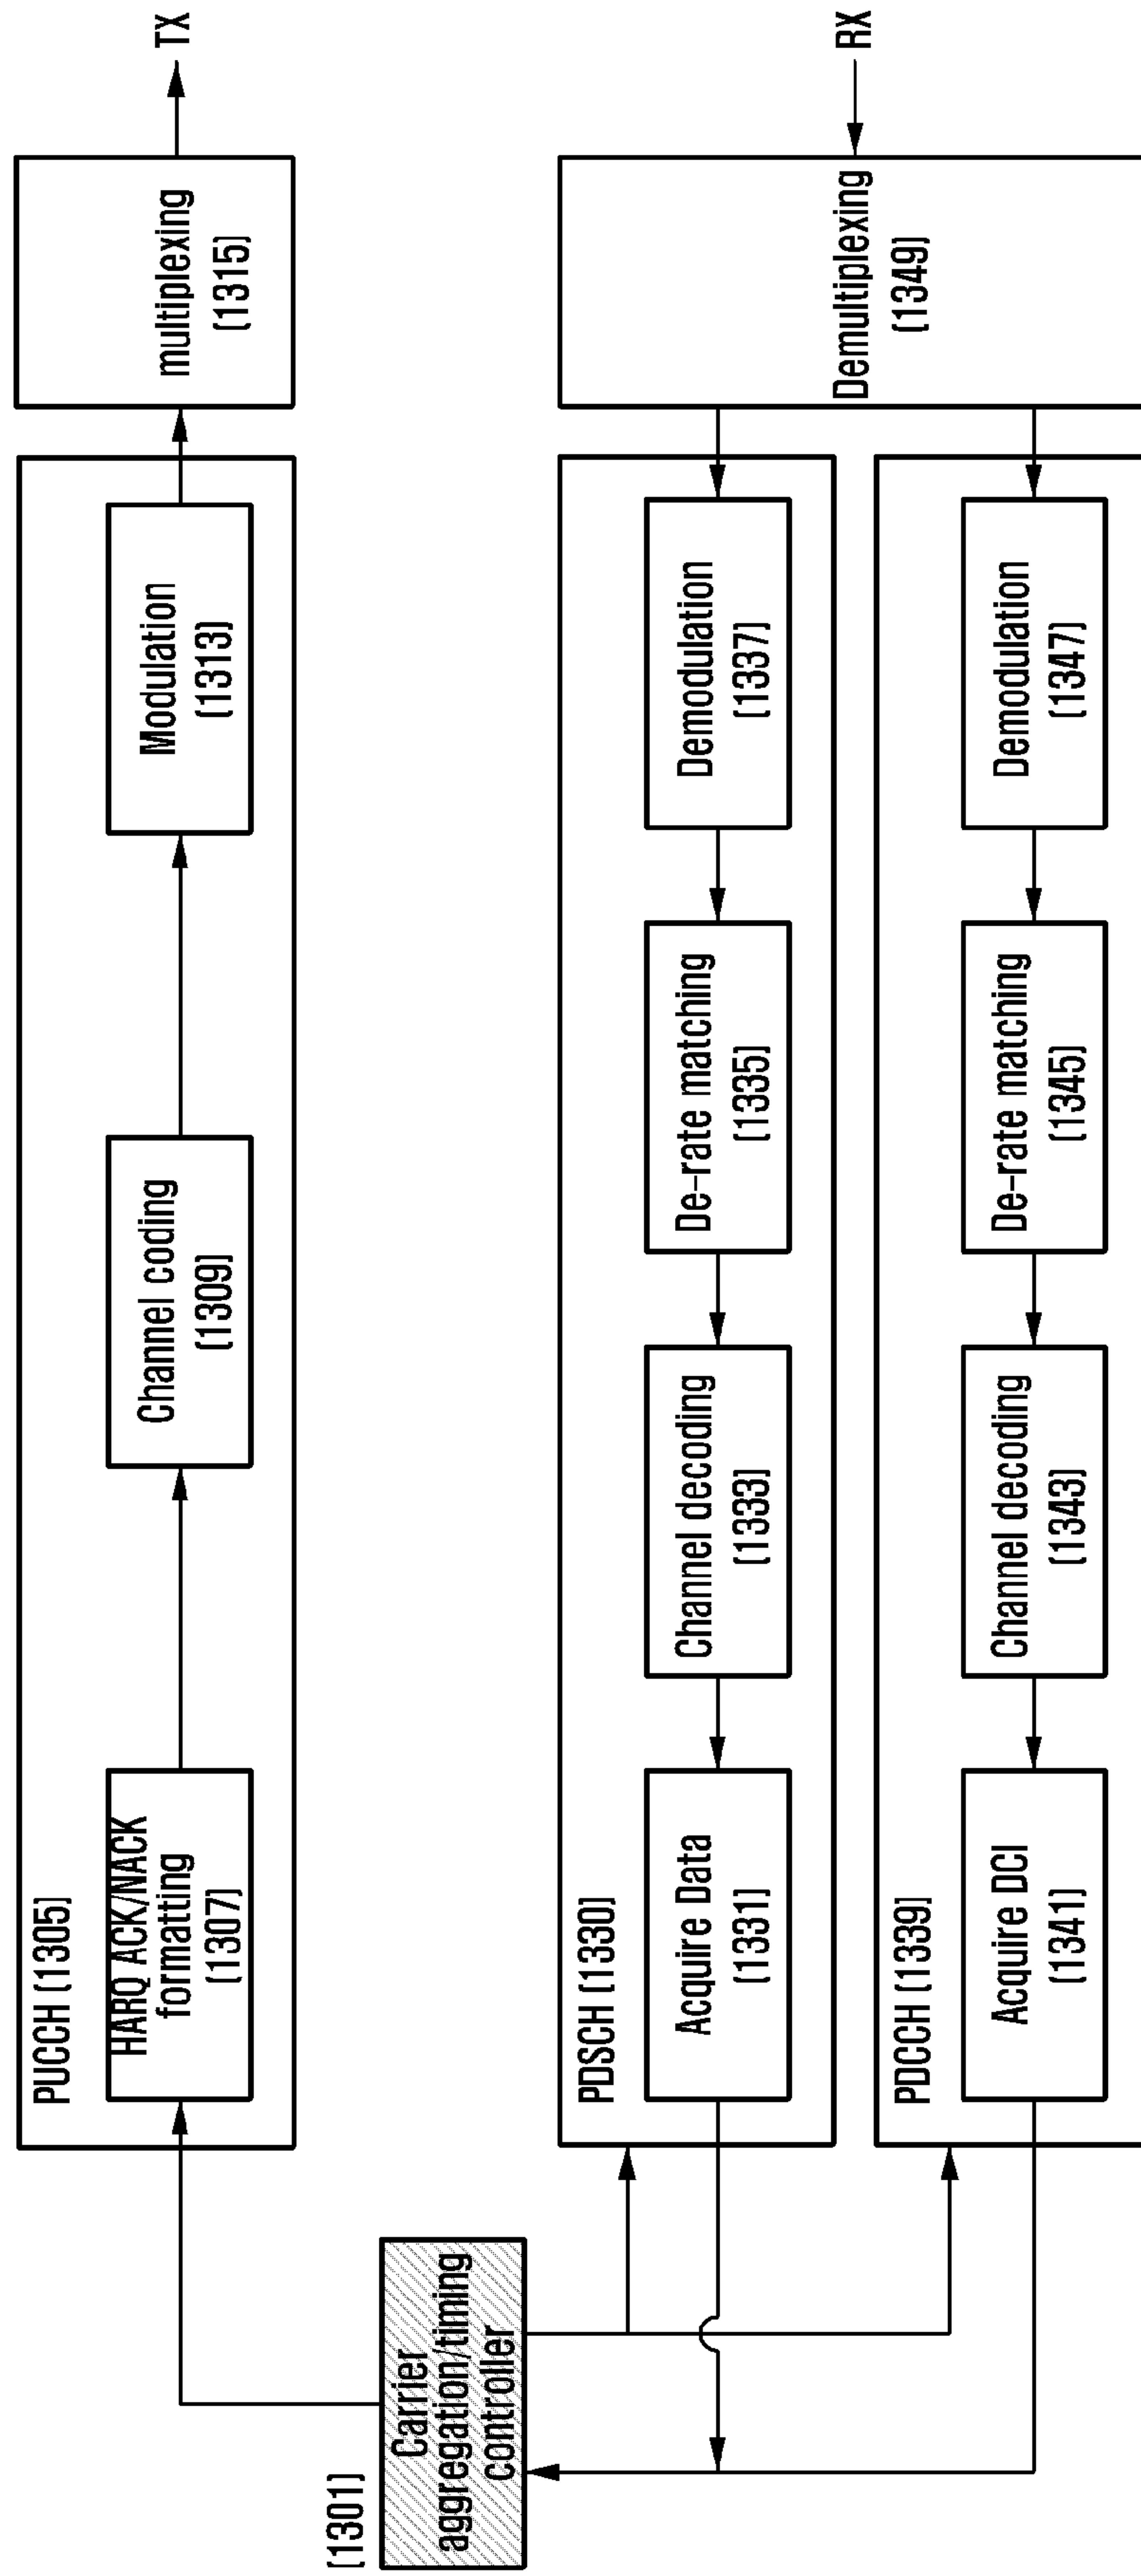 (1301)
Carrier
aggregation/timing
controller
PUCCH (1305)
HARQ ACK/NACK
formatting
(1307)
Channel coding
(1309)
Modulation
(1313)
multiplexing
(1315)
TX
PDSCH (1330)
Acquire Data
(1331)
Channel decoding
(1333)
De-rate matching
(1335)
Demodulation
(1337)
Demultiplexing
(1349)
RX
PDCCH (1339)
Acquire DCI
(1341)
Channel decoding
(1343)
De-rate matching
(1345)
Demodulation
(1347)